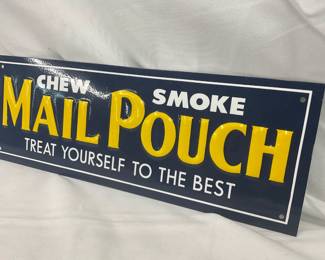 CHEW SMOKE
MAIL POUCH
TREAT YOURSELF TO THE BEST